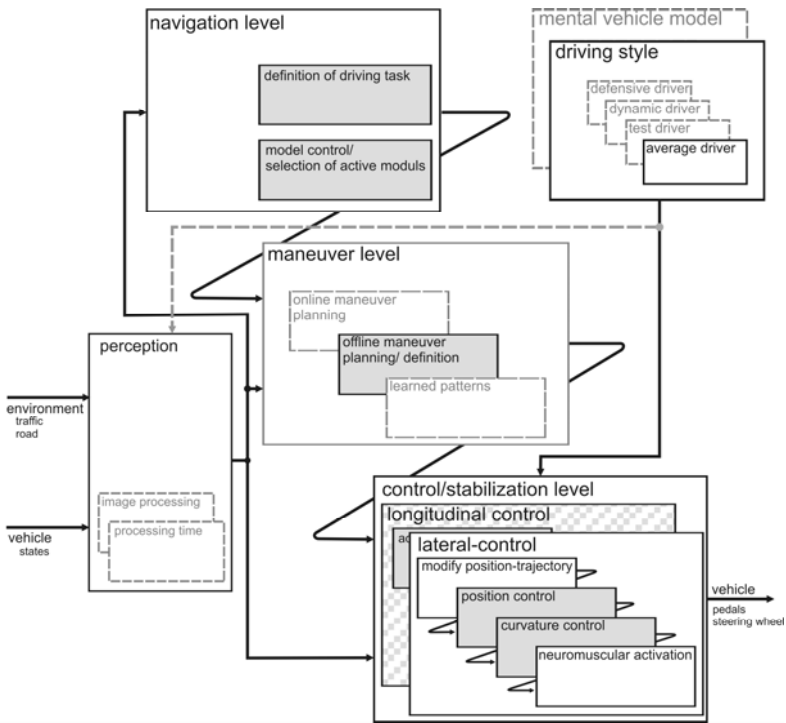 navigation level
definition of driving task
model control/
selection of active moduls
mental vehicle model
driving style
defensive driver
dynamic driver
test driver
average driver
maneuver level
online maneuver
planning
offline maneuver
planning/ definition
learned patterns
perception
image processing
processing time
environment
traffic
road
vehicle
states
control/stabilization level
longitudinal control
lateral-control
modify position-trajectory
position control
curvature control
neuromuscular activation
vehicle
pedals
steering wheel